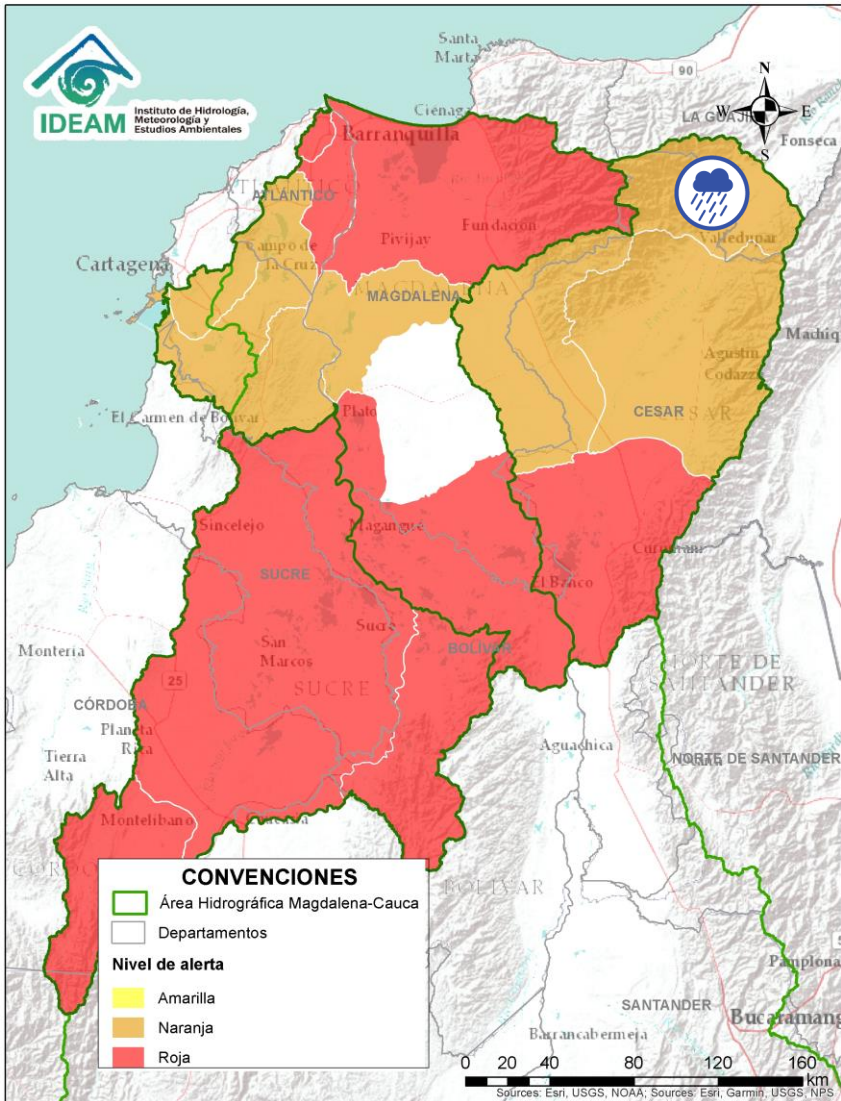 IDEAM
Instituto de Hidrología,
Meteorología y
Estudios Ambientales
Santa
Marta
90
N
W
E
S
LA GUAJI
Fonseca
Ciénaga
Barranquilla
ATLÁNTICO
Cartagena
Campo de
la Cruz
Pivijay
Fundación
Valledupar
MAGDALENA
Agustín
Codazzi
El Carmen de Bolívar
Plato
CESAR
Sincelejo
Magangué
SUCRE
El Banco
Sucre
San
Marcos
BOLÍVAR
SUCRE
Montería
25
CÓRDOBA
Planeta
Rica
Tierra
Alta
NORTE DE
SANTANDER
Aguachica
NORTE DE SANTANDER
Montelíbano
BOLÍVAR
CONVENCIONES
Área Hidrográfica Magdalena-Cauca
Departamentos
Nivel de alerta
Amarilla
Naranja
Roja
Pamplona
SANTANDER
Bucaramang
Barrancabermeja
0 20 40 80 120 160
km
Sources: Esri, USGS, NOAA; Sources: Esri, Garmin, USGS, NPS